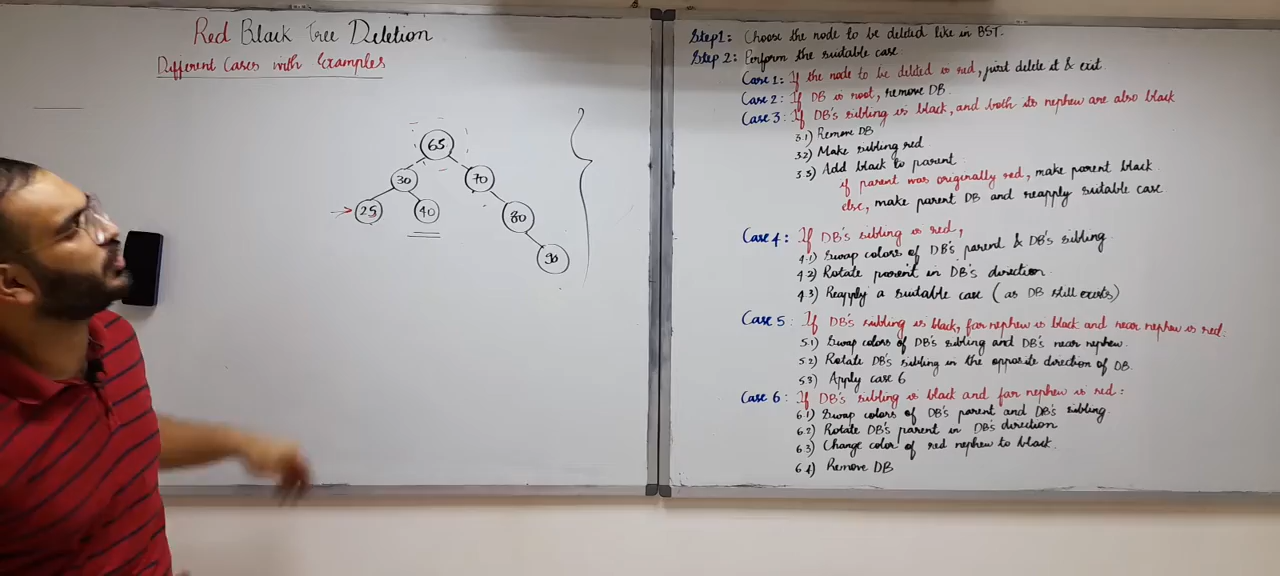 Red Black Tree Deletion
Different Cases with Examples
65
30
70
25
40
80
90
Step1: Choose the node to be deleted like in BST.
Step 2: Perform the suitable case.
Case 1: If the node to be deleted is red, just delete it & exit.
Case 2: If DB is root, remove DB.
Case 3: If DB's sibling is black, and both its nephew are also black
3.1) Remove DB
3.2) Make sibling red.
3.3) Add black to parent
if parent was originally red, make parent black
else, make parent DB and reapply suitable case
Case 4: If DB's sibling is red,
4.1) Swap colors of DB's parent & DB's sibling.
4.2) Rotate parent in DB's direction.
4.3) Reapply a suitable case (as DB still exists)
Case 5: If DB's sibling is black, far nephew is black and near nephew is red.
5.1) Swap colors of DB's sibling and DB's near nephew.
5.2) Rotate DB's sibling in the opposite direction of DB.
5.3) Apply case 6
Case 6: If DB's sibling is black and far nephew is red:
6.1) Swap colors of DB's parent and DB's sibling
6.2) Rotate DB's parent in DB's direction
6.3) Change color of red nephew to black.
6.4) Remove DB